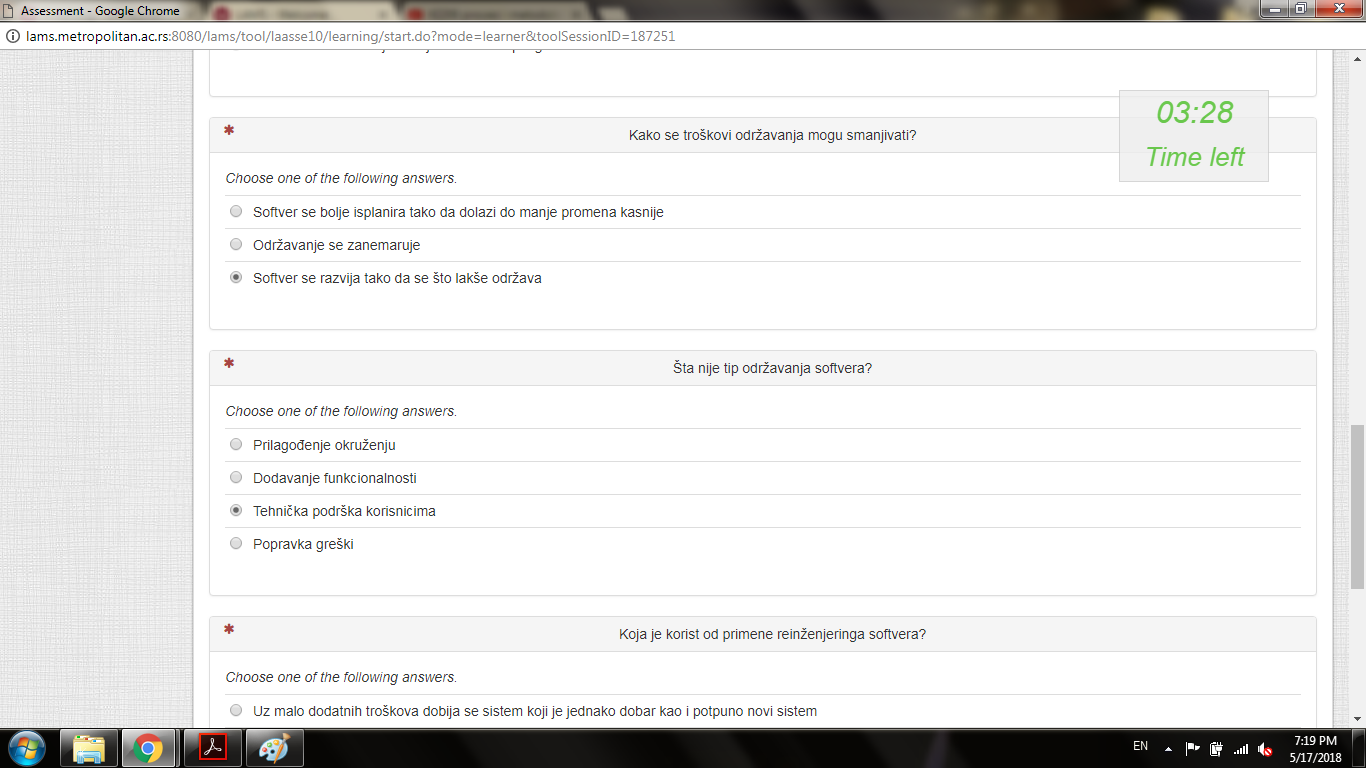 Assessment - Google Chrome
lams.metropolitan.ac.rs:8080/lams/tool/laasse10/learning/start.do?mode=learner&toolSessionID=187251
03:28
Time left
* Kako se troškovi održavanja mogu smanjivati?
Choose one of the following answers.
Softver se bolje isplanira tako da dolazi do manje promena kasnije
Održavanje se zanemaruje
Softver se razvija tako da se što lakše održava
* Šta nije tip održavanja softvera?
Choose one of the following answers.
Prilagođenje okruženju
Dodavanje funkcionalnosti
Tehnička podrška korisnicima
Popravka greški
* Koja je korist od primene reinženjeringa softvera?
Choose one of the following answers.
Uz malo dodatnih troškova dobija se sistem koji je jednako dobar kao i potpuno novi sistem
EN
7:19 PM
5/17/2018